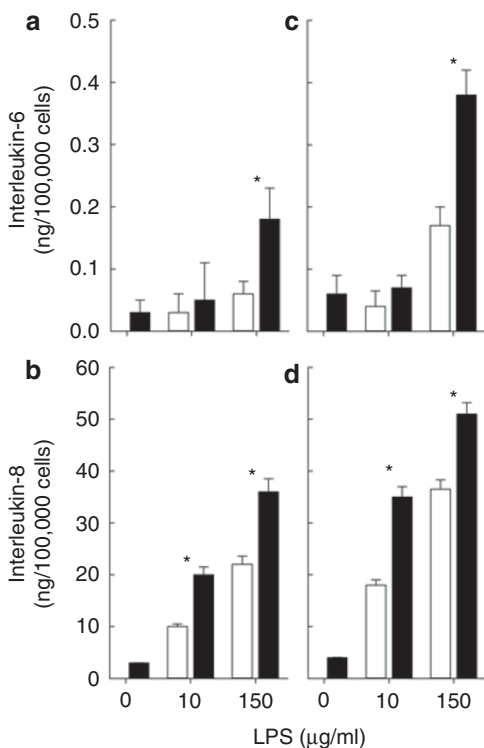 a
c
Interleukin-6
(ng/100,000 cells)
0.5
0.4
0.3
0.2
0.1
0.0
*
*
b
d
Interleukin-8
(ng/100,000 cells)
60
50
40
30
20
10
0
*
*
*
*
0 10 150 0 10 150
LPS (μg/ml)